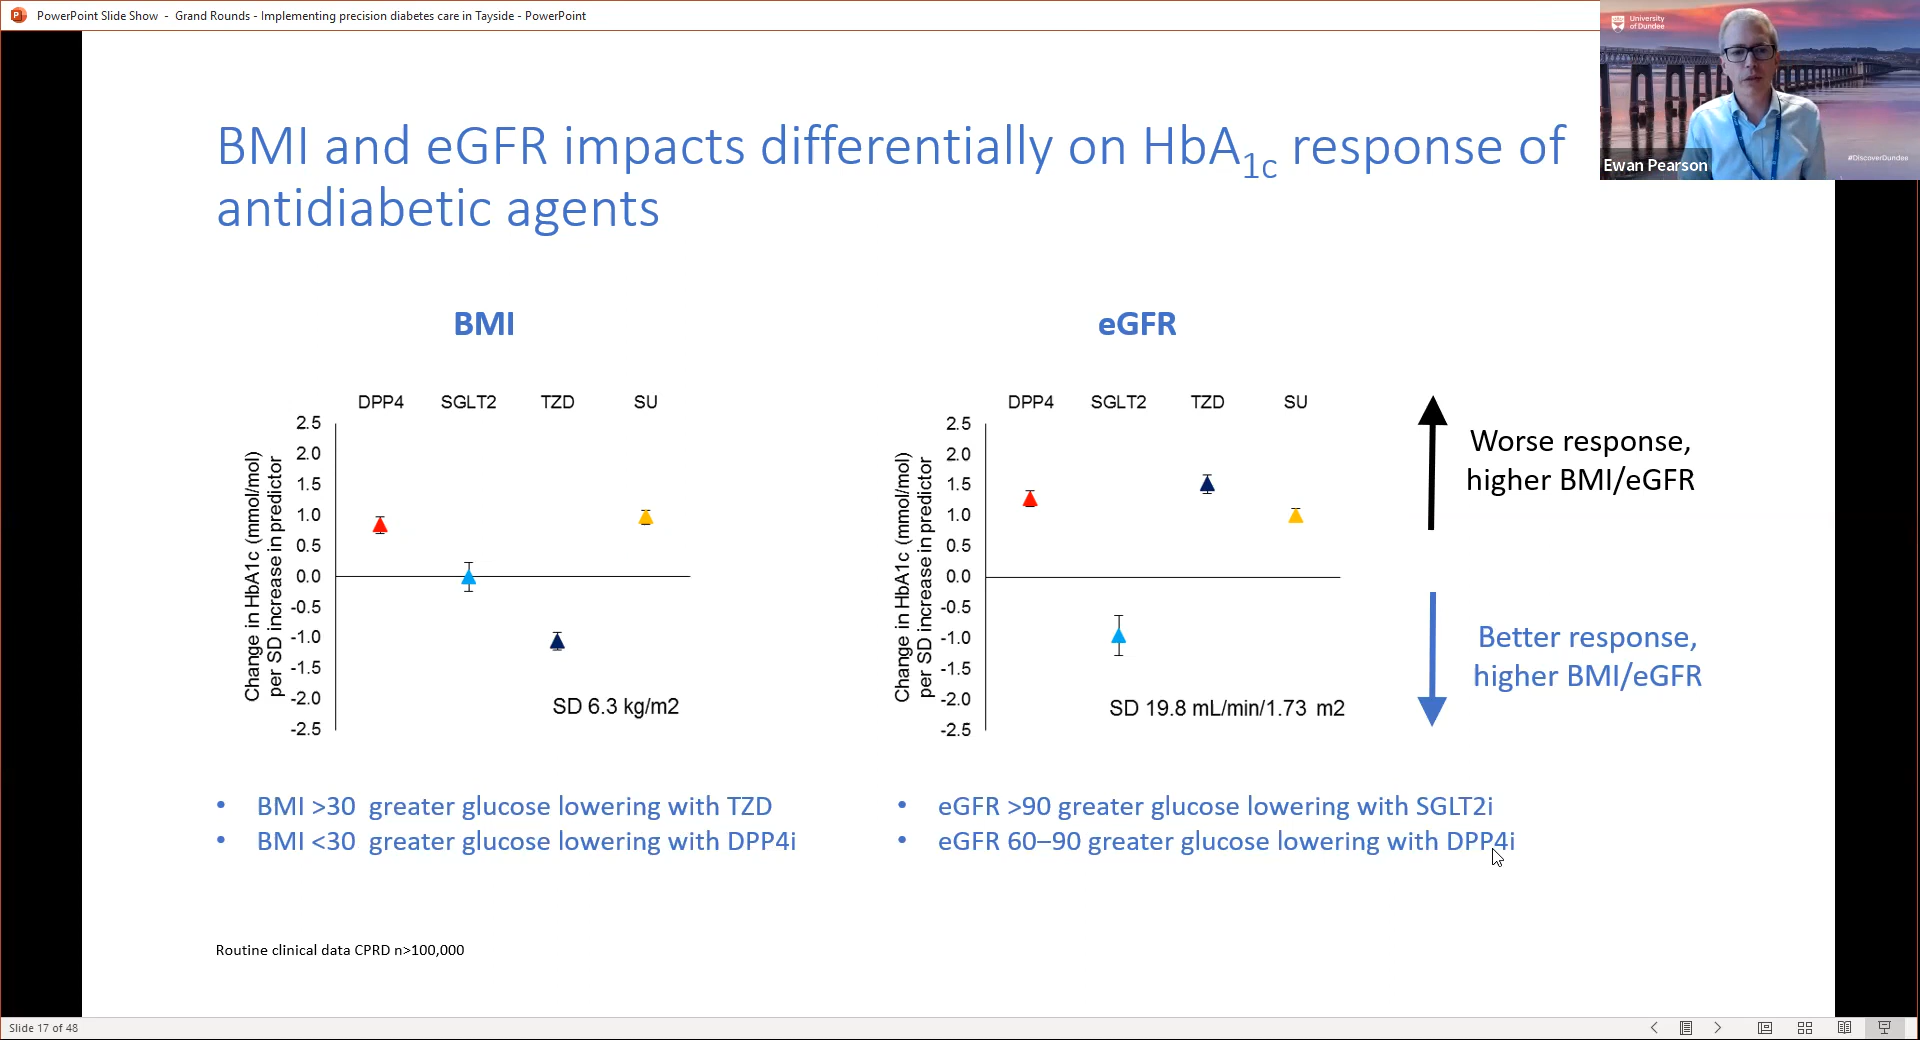 PowerPoint Slide Show - Grand Rounds - Implementing precision diabetes care in Tayside - PowerPoint
University
of Dundee
#DiscoverDundee
Ewan Pearson
BMI and eGFR impacts differentially on HbA1c response of
antidiabetic agents
BMI
DPP4 SGLT2 TZD SU
2.5
2.0
1.5
1.0
0.5
0.0
-0.5
-1.0
-1.5
-2.0
-2.5
Change in HbA1c (mmol/mol)
per SD increase in predictor
SD 6.3 kg/m2
eGFR
DPP4 SGLT2 TZD SU
2.5
2.0
1.5
1.0
0.5
0.0
-0.5
-1.0
-1.5
-2.0
-2.5
Change in HbA1c (mmol/mol)
per SD increase in predictor
SD 19.8 mL/min/1.73 m2
Worse response,
higher BMI/eGFR
Better response,
higher BMI/eGFR
• BMI >30 greater glucose lowering with TZD
• BMI <30 greater glucose lowering with DPP4i
• eGFR >90 greater glucose lowering with SGLT2i
• eGFR 60–90 greater glucose lowering with DPP4i
Routine clinical data CPRD n>100,000
Slide 17 of 48